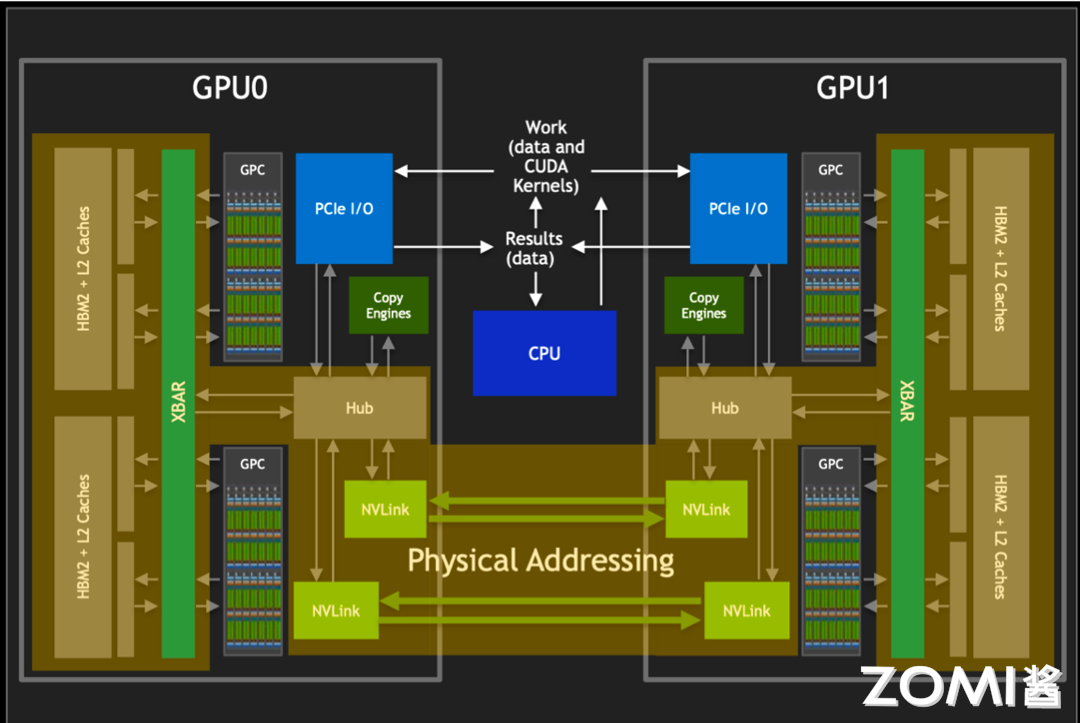 GPU0
GPU1
Work
(data and
CUDA
Kernels)
GPC
PCIe I/O
PCIe I/O
GPC
HBM2 + L2 Caches
HBM2 + L2 Caches
Results
(data)
Copy
Engines
Copy
Engines
CPU
XBAR
Hub
Hub
XBAR
GPC
GPC
HBM2 + L2 Caches
NVLink
NVLink
HBM2 + L2 Caches
Physical Addressing
NVLink
NVLink
ZOMI酱